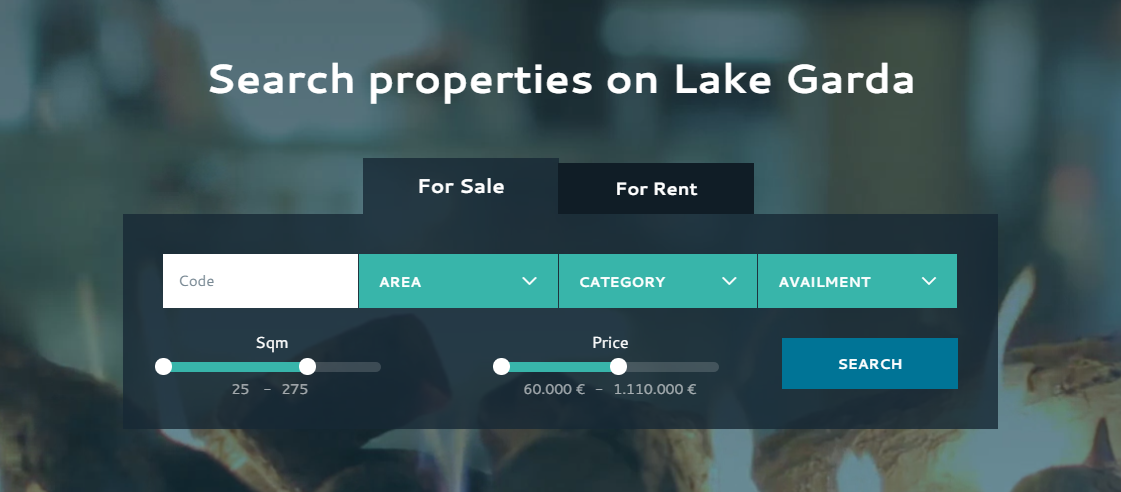 Search properties on Lake Garda
For Sale
For Rent
Code
AREA
CATEGORY
AVAILMENT
Sqm
Price
25 - 275
60.000 € - 1.110.000 €
SEARCH